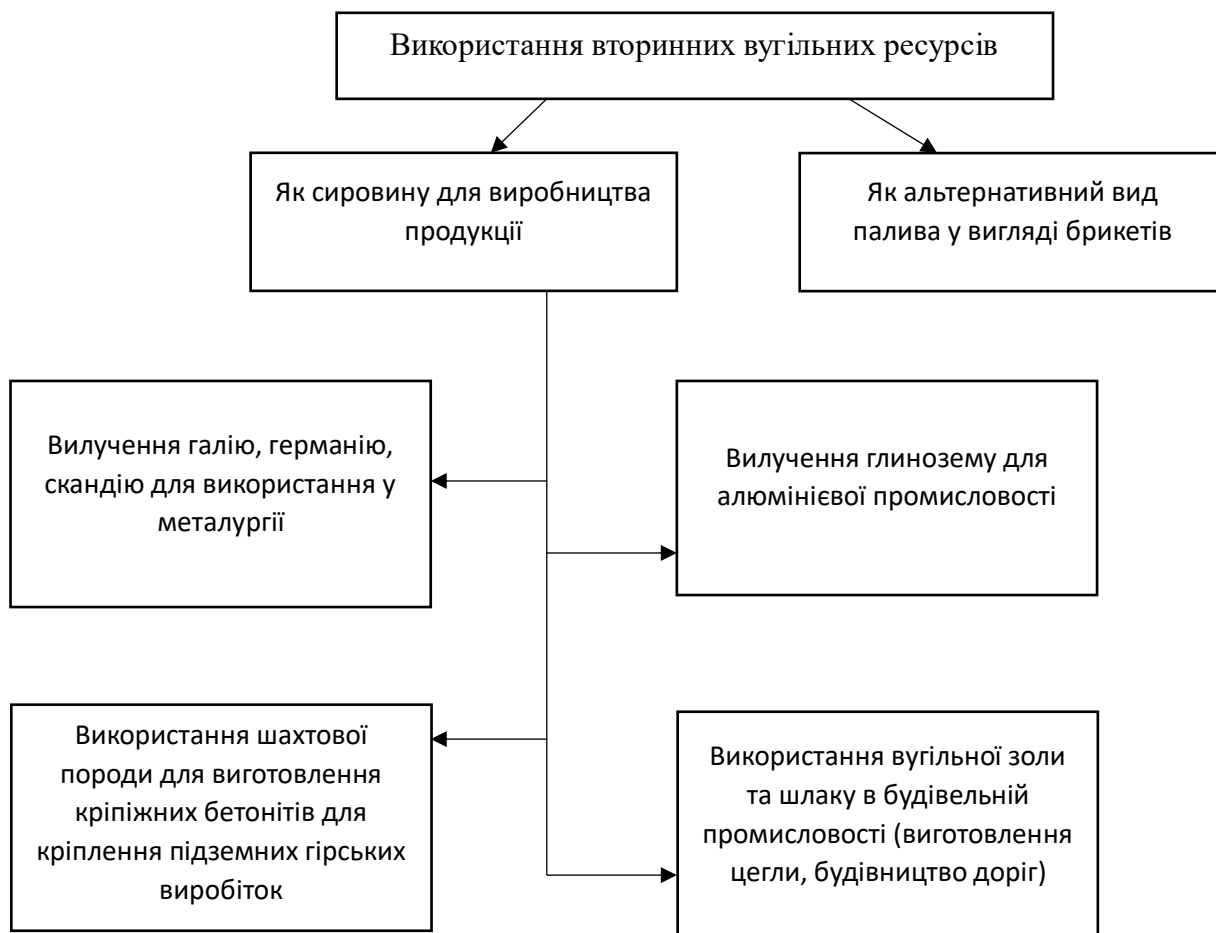 Використання вторинних вугільних ресурсів
Як сировину для виробництва
продукції
Як альтернативний вид
палива у вигляді брикетів
Вилучення галію, германію,
скандію для використання у
металургії
Вилучення глинозему для
алюмінієвої промисловості
Використання шахтової
породи для виготовлення
кріпіжних бетонітів для
кріплення підземних гірських
виробіток
Використання вугільної золи
та шлаку в будівельній
промисловості (виготовлення
цегли, будівництво доріг)